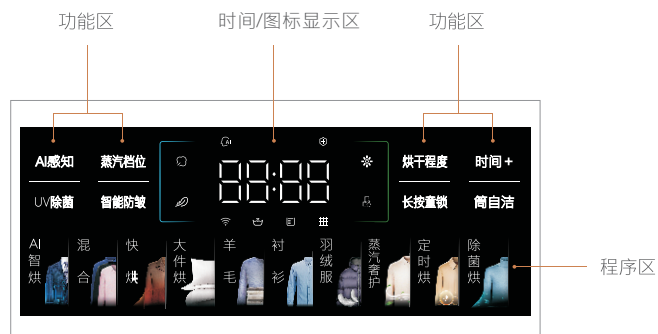 功能区
时间/图标显示区
功能区
AI感知
蒸汽档位
AI
88:88
烘干程度
时间 +
UV除菌
智能防皱
长按童锁
筒自洁
AI智烘
混合
快烘
大件烘
羊毛
衬衫
羽绒服
蒸汽奢护
定时烘
除菌烘
程序区